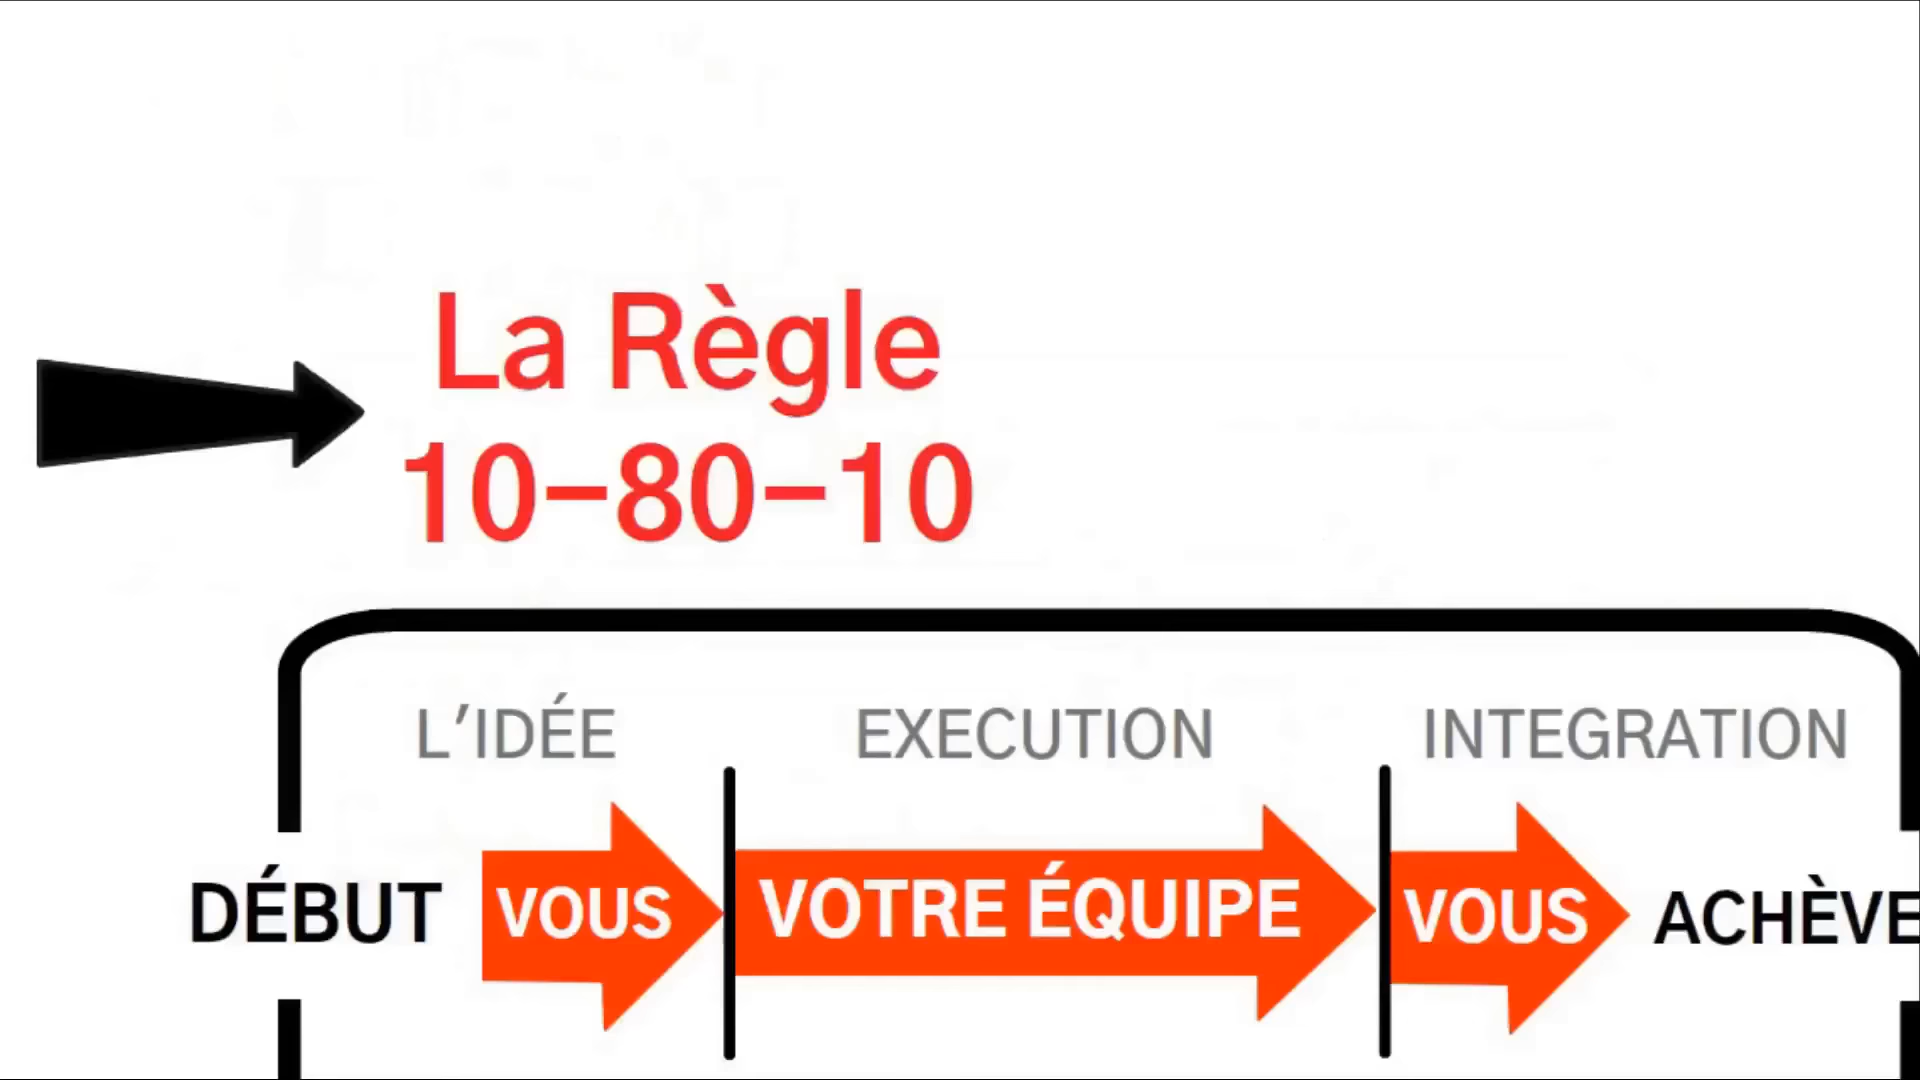 La Règle
10-80-10
L'IDÉE EXECUTION INTEGRATION
DÉBUT VOUS VOTRE ÉQUIPE VOUS ACHÈVE